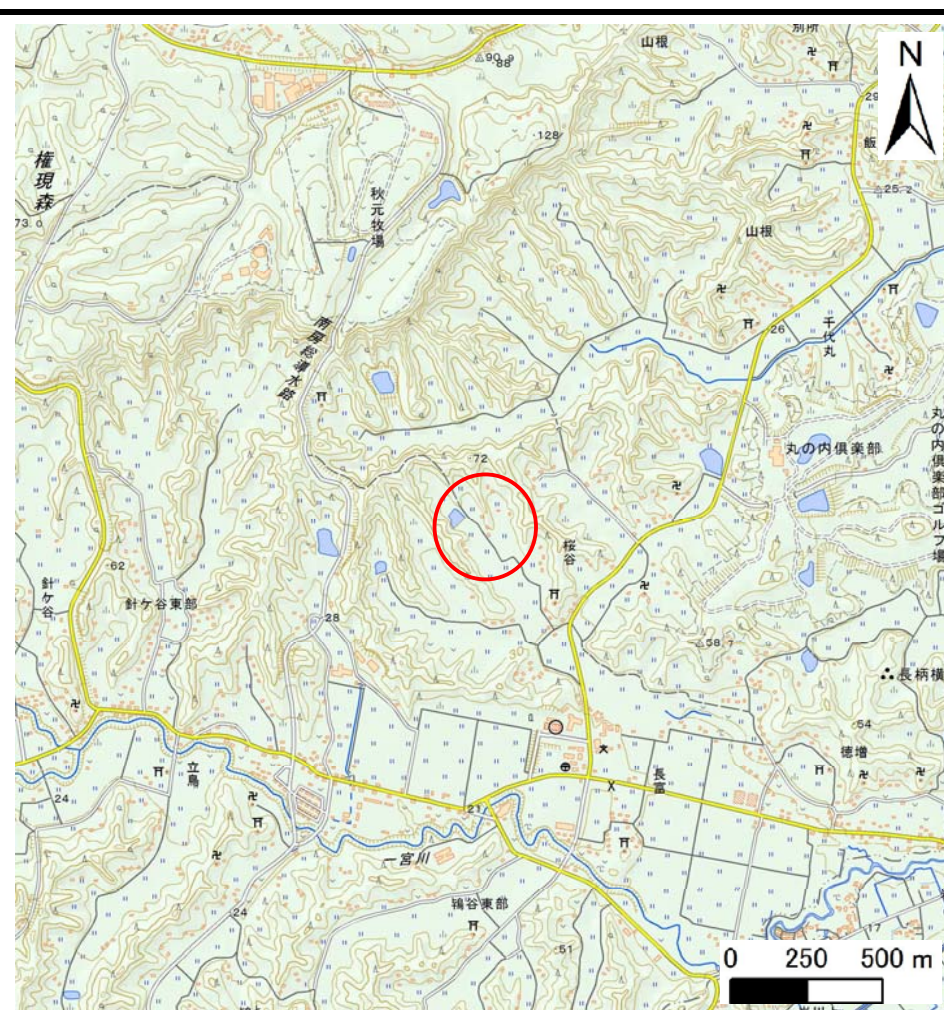 別所
山根
N
90.9
88
29
128
飯
権現森
25.2
秋元牧場
73.0
山根
南房総導水路
26
千代丸
丸の内倶楽部
丸の内倶楽部ゴルフ場
72
桜谷
62
針ケ谷
針ケ谷東部
28
58.7
30
長柄横
54
徳増
立鳥
長富
24
21
一宮川
24
鴇谷東部
17
51
0 250 500 m